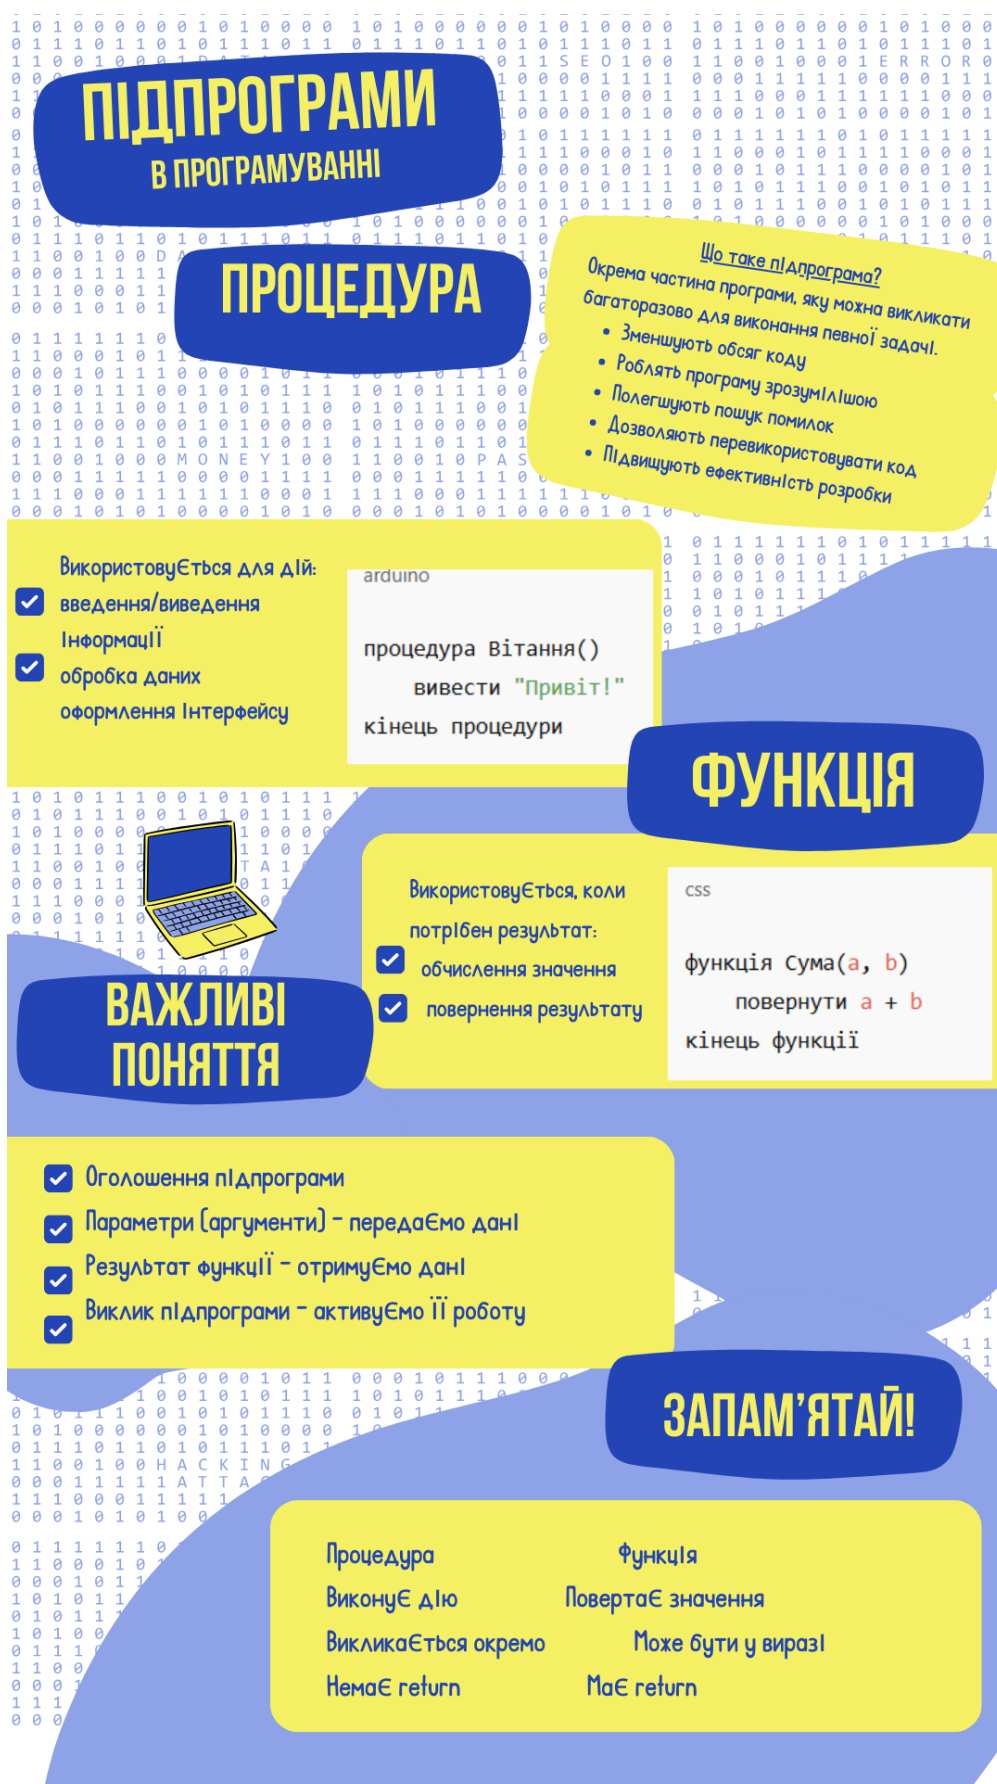 ПІДПРОГРАМИ
В ПРОГРАМУВАННІ
ПРОЦЕДУРА
Що таке підпрограма?
Окрема частина програми, яку можна викликати
багаторазово для виконання певної задачі.
• Зменшують обсяг коду
• Роблять програму зрозумілішою
• Полегшують пошук помилок
• Дозволяють перевикористовувати код
• Підвищують ефективність розробки
Використовується для дій:
введення/виведення
інформації
обробка даних
оформлення інтерфейсу
arduino
процедура Вітання()
вивести "Привіт!"
кінець процедури
ФУНКЦІЯ
Використовується, коли
потрібен результат:
обчислення значення
повернення результату
css
функція Сума(a, b)
повернути a + b
кінець функції
ВАЖЛИВІ
ПОНЯТТЯ
Оголошення підпрограми
Параметри (аргументи) – передаємо дані
Результат функції – отримуємо дані
Виклик підпрограми – активуємо її роботу
ЗАПАМ'ЯТАЙ!
Процедура Функція
Виконує дію Повертає значення
Викликається окремо Може бути у виразі
Немає return Має return